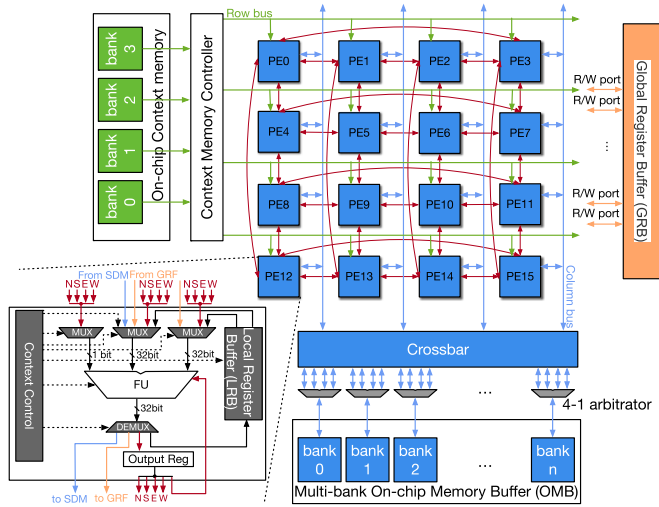 Row bus
bank
3
bank
2
bank
1
bank
0
On-chip Context memory
Context Memory Controller
PE0
PE1
PE2
PE3
PE4
PE5
PE6
PE7
PE8
PE9
PE10
PE11
PE12
PE13
PE14
PE15
R/W port
R/W port
...
R/W port
R/W port
Global Register Buffer (GRB)
Column bus
From SDM
From GRF
NSEW
NSEW
NSEW
MUX
MUX
MUX
1 bit
32bit
32bit
Context Control
Local Register
Buffer (LRB)
FU
32bit
DEMUX
Output Reg
to SDM
to GRF
NSEW
Crossbar
...
4-1 arbitrator
bank
0
bank
1
bank
2
...
bank
n
Multi-bank On-chip Memory Buffer (OMB)